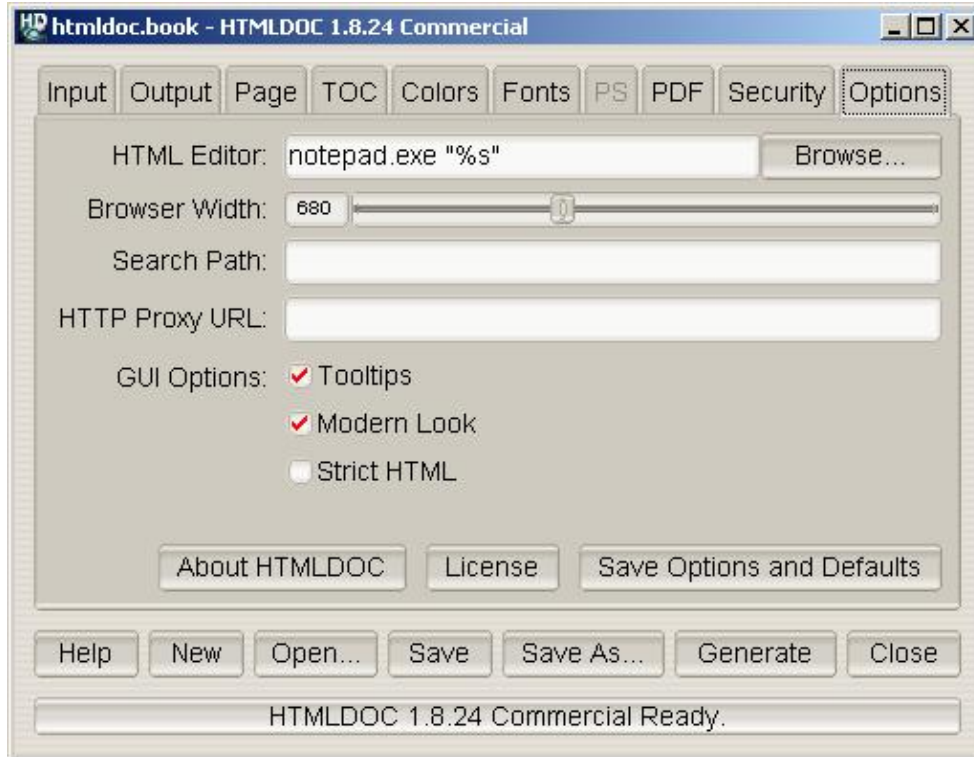 HD htmldoc.book - HTMLDOC 1.8.24 Commercial
Input Output Page TOC Colors Fonts PS PDF Security Options
HTML Editor: notepad.exe "%s" Browse...
Browser Width: 680
Search Path:
HTTP Proxy URL:
GUI Options: Tooltips
Modern Look
Strict HTML
About HTMLDOC License Save Options and Defaults
Help New Open... Save Save As... Generate Close
HTMLDOC 1.8.24 Commercial Ready.